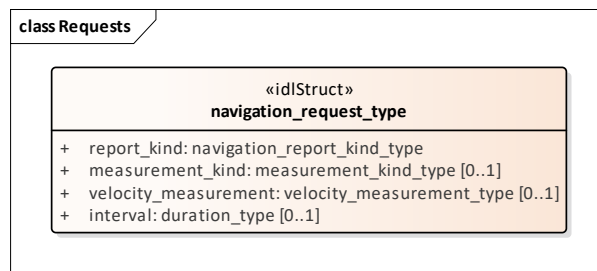 class Requests
«idlStruct»
navigation_request_type
+ report_kind: navigation_report_kind_type
+ measurement_kind: measurement_kind_type [0..1]
+ velocity_measurement: velocity_measurement_type [0..1]
+ interval: duration_type [0..1]